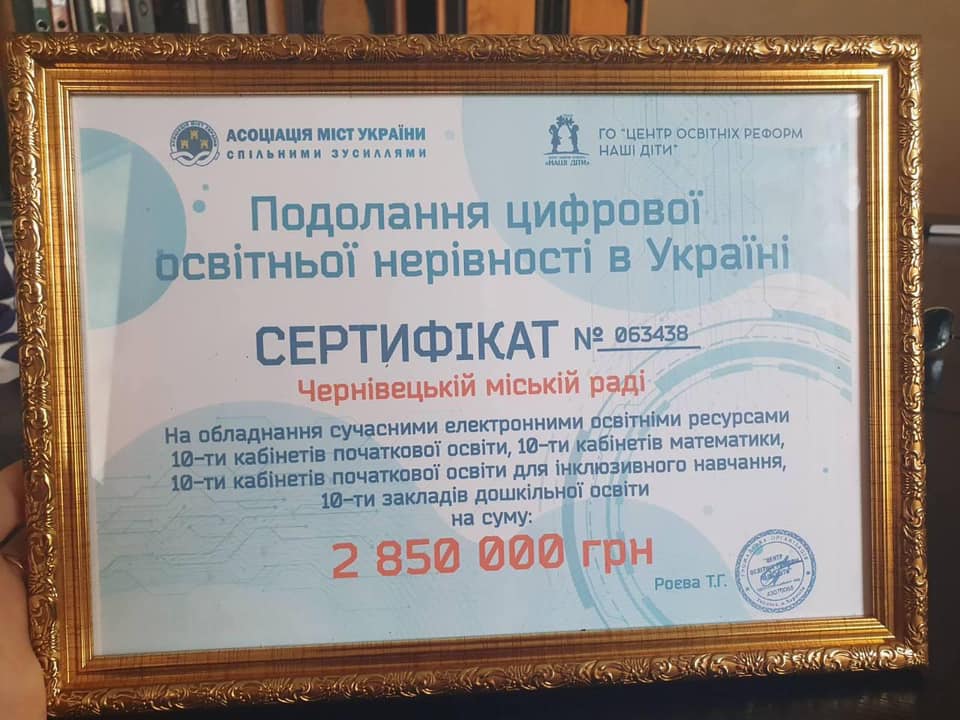 АСОЦІАЦІЯ МІСТ УКРАЇНИ
СПІЛЬНИМИ ЗУСИЛЛЯМИ
«НАШІ ДІТИ»
ГО "ЦЕНТР ОСВІТНІХ РЕФОРМ
НАШІ ДІТИ"
Подолання цифрової
освітньої нерівності в Україні
СЕРТИФІКАТ № 063438
Чернівецькій міській раді
На обладнання сучасними електронними освітніми ресурсами
10-ти кабінетів початкової освіти, 10-ти кабінетів математики,
10-ти кабінетів початкової освіти для інклюзивного навчання,
10-ти закладів дошкільної освіти
на суму:
2 850 000 грн
Роєва Т.Г.